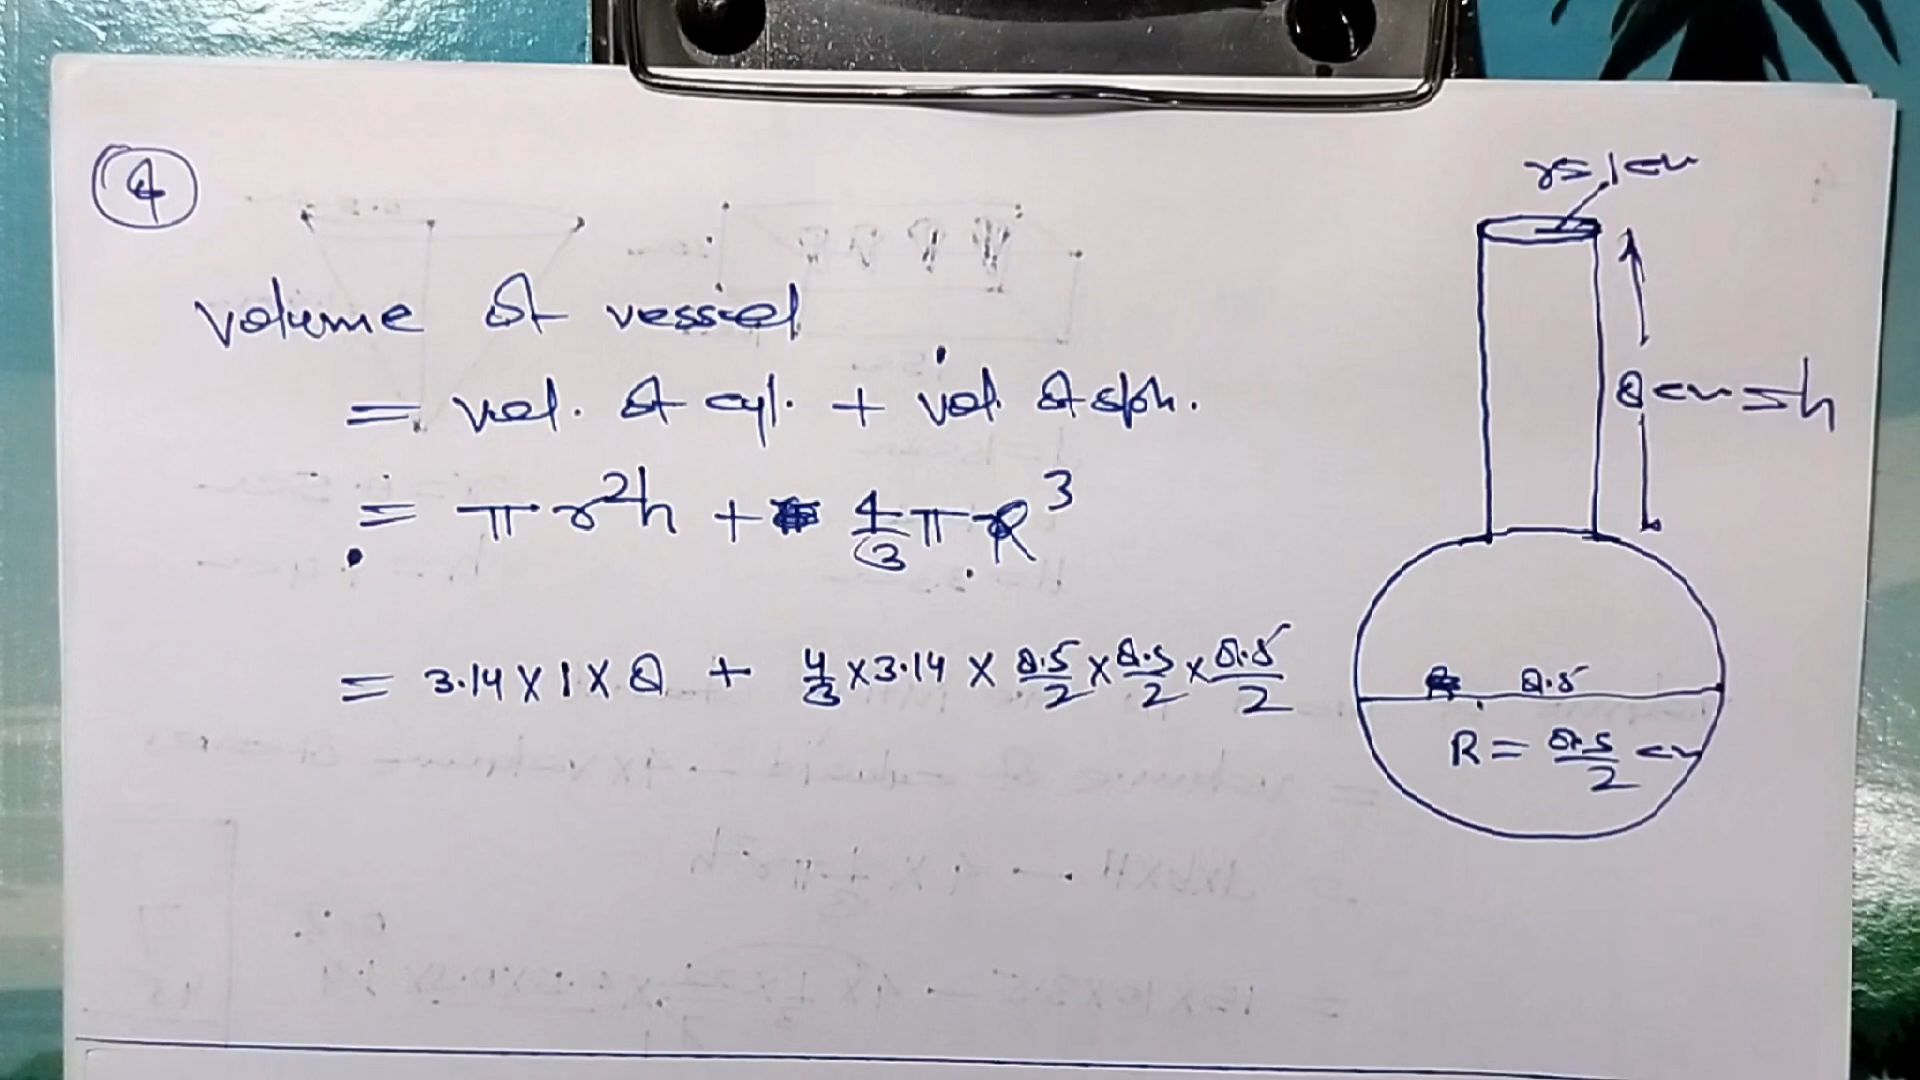 4
volume of vessel
= vol. of cyl. + vol. of sph.
= πr²h + 4/3 πR³
= 3.14 × 1 × 8 + 4/3 × 3.14 × 8.5/2 × 8.5/2 × 8.5/2
r = 1 cm
8 cm = h
8.5
R = 8.5/2 cm